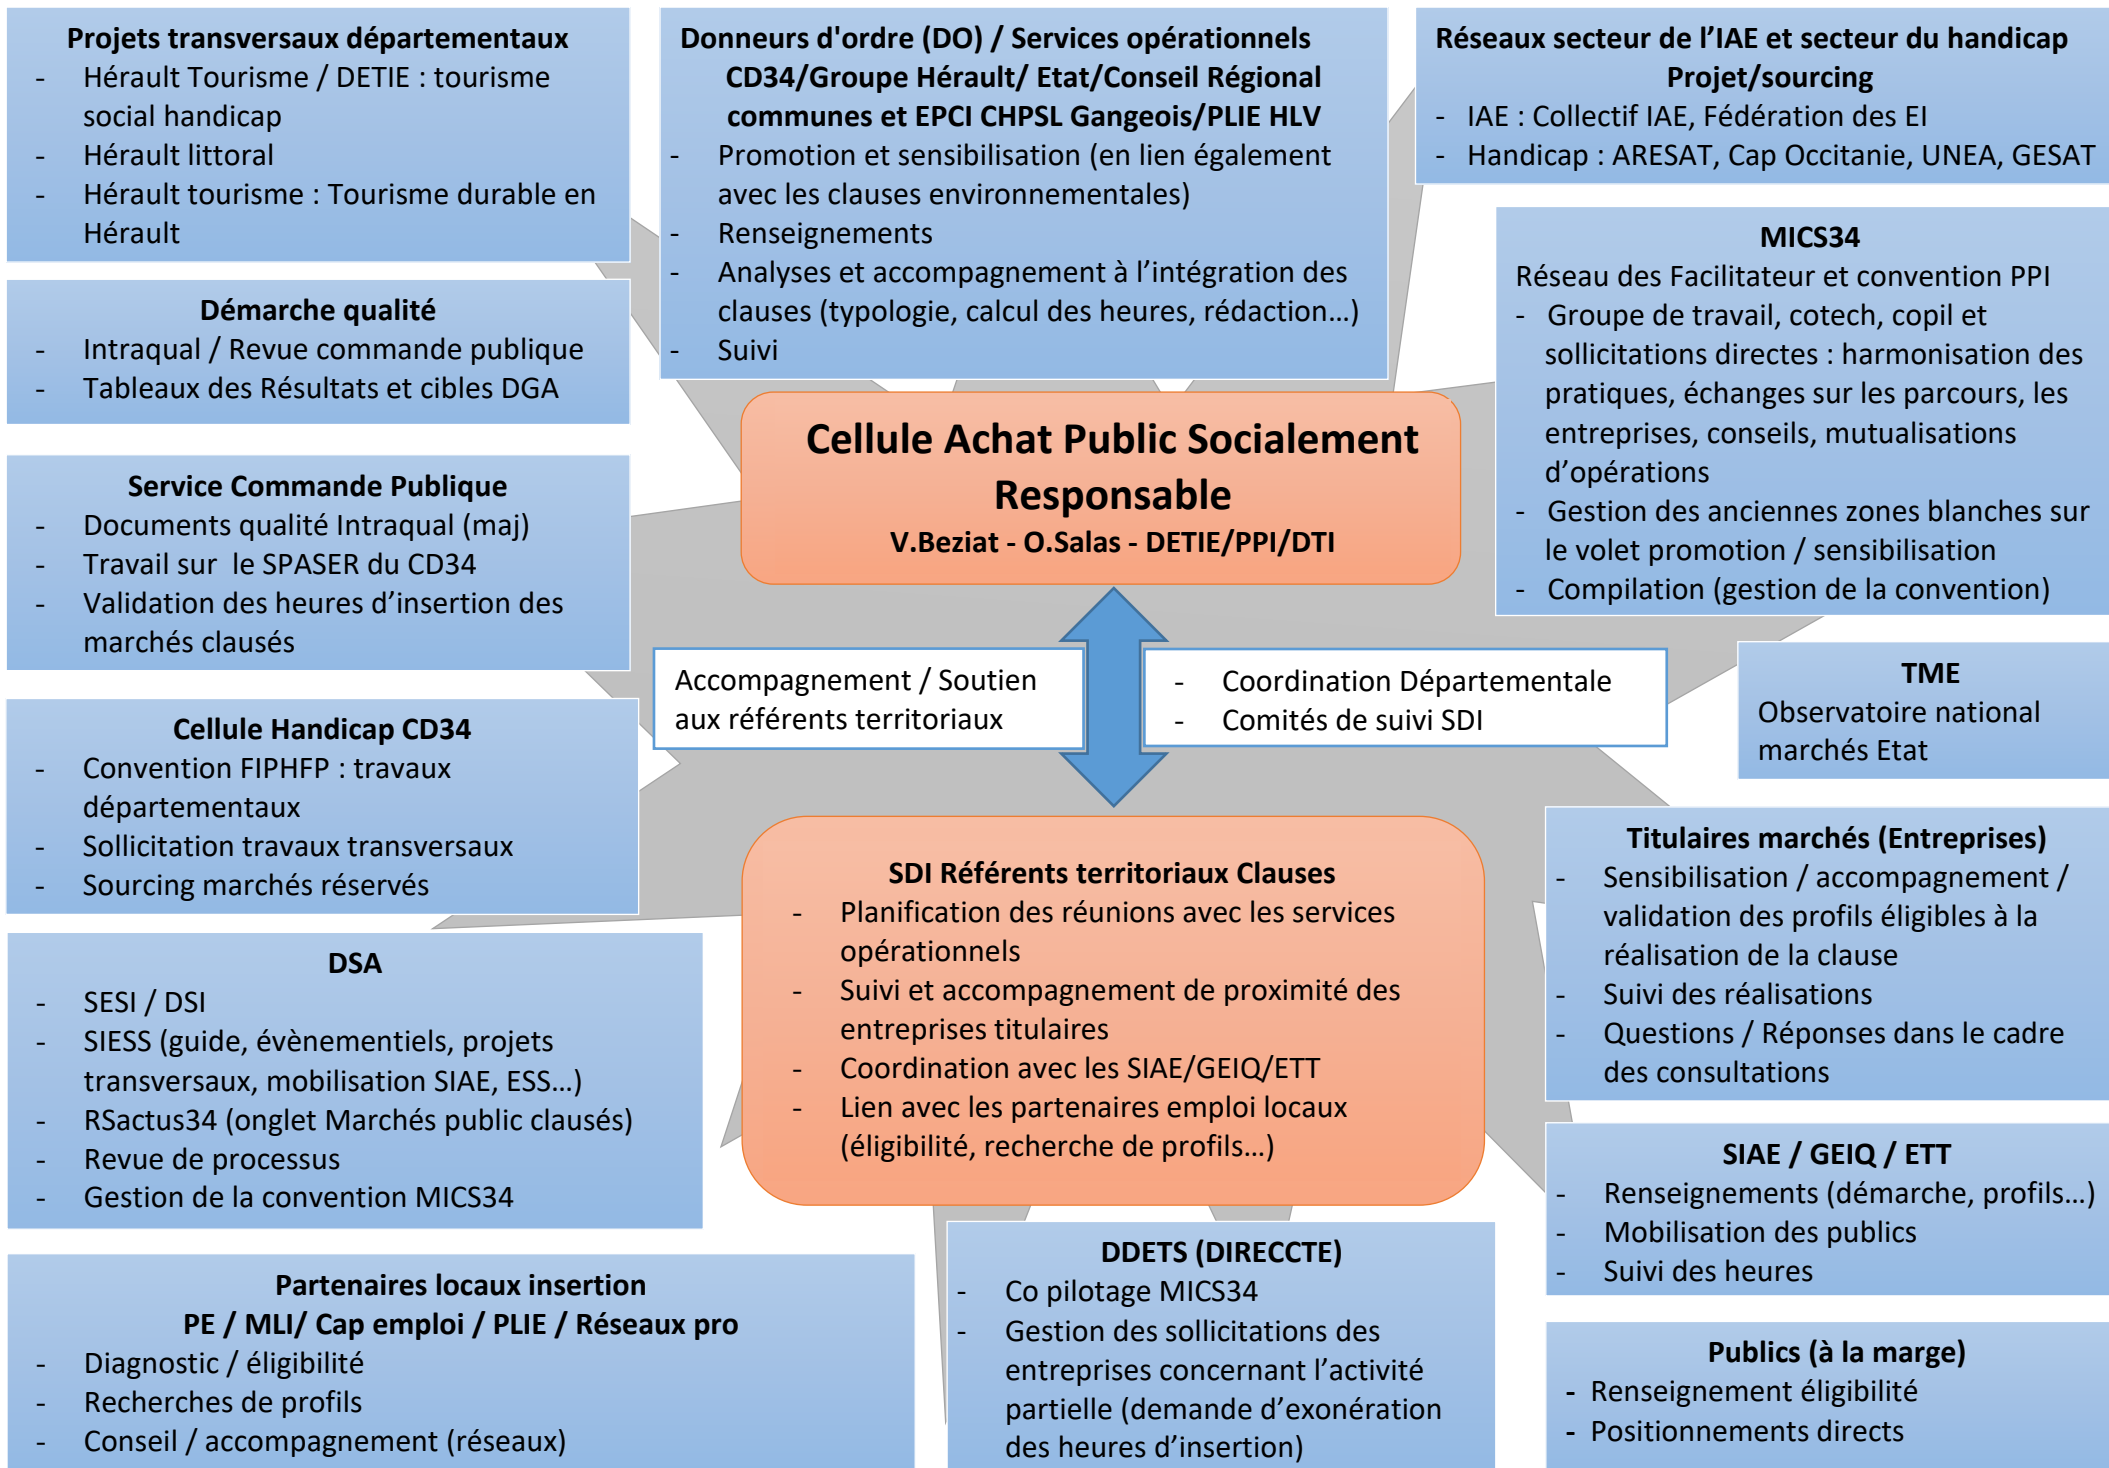 Projets transversaux départementaux
- Hérault Tourisme / DETIE : tourisme
social handicap
- Hérault littoral
- Hérault tourisme : Tourisme durable en
Hérault
Donneurs d'ordre (DO) / Services opérationnels
CD34/Groupe Hérault/ Etat/Conseil Régional
communes et EPCI CHPSL Gangeois/PLIE HLV
- Promotion et sensibilisation (en lien également
avec les clauses environnementales)
- Renseignements
- Analyses et accompagnement à l’intégration des
clauses (typologie, calcul des heures, rédaction…)
- Suivi
Réseaux secteur de l’IAE et secteur du handicap
Projet/sourcing
- IAE : Collectif IAE, Fédération des EI
- Handicap : ARESAT, Cap Occitanie, UNEA, GESAT
Démarche qualité
- Intraqual / Revue commande publique
- Tableaux des Résultats et cibles DGA
MICS34
Réseau des Facilitateur et convention PPI
- Groupe de travail, cotech, copil et
sollicitations directes : harmonisation des
pratiques, échanges sur les parcours, les
entreprises, conseils, mutualisations
d’opérations
- Gestion des anciennes zones blanches sur
le volet promotion / sensibilisation
- Compilation (gestion de la convention)
Cellule Achat Public Socialement
Responsable
V.Beziat - O.Salas - DETIE/PPI/DTI
Service Commande Publique
- Documents qualité Intraqual (maj)
- Travail sur le SPASER du CD34
- Validation des heures d’insertion des
marchés clausés
Accompagnement / Soutien
aux référents territoriaux
- Coordination Départementale
- Comités de suivi SDI
TME
Observatoire national
marchés Etat
Cellule Handicap CD34
- Convention FIPHFP : travaux
départementaux
- Sollicitation travaux transversaux
- Sourcing marchés réservés
SDI Référents territoriaux Clauses
- Planification des réunions avec les services
opérationnels
- Suivi et accompagnement de proximité des
entreprises titulaires
- Coordination avec les SIAE/GEIQ/ETT
- Lien avec les partenaires emploi locaux
(éligibilité, recherche de profils…)
Titulaires marchés (Entreprises)
- Sensibilisation / accompagnement /
validation des profils éligibles à la
réalisation de la clause
- Suivi des réalisations
- Questions / Réponses dans le cadre
des consultations
DSA
- SESI / DSI
- SIESS (guide, évènementiels, projets
transversaux, mobilisation SIAE, ESS…)
- RSactus34 (onglet Marchés public clausés)
- Revue de processus
- Gestion de la convention MICS34
SIAE / GEIQ / ETT
- Renseignements (démarche, profils…)
- Mobilisation des publics
- Suivi des heures
Partenaires locaux insertion
PE / MLI/ Cap emploi / PLIE / Réseaux pro
- Diagnostic / éligibilité
- Recherches de profils
- Conseil / accompagnement (réseaux)
DDETS (DIRECCTE)
- Co pilotage MICS34
- Gestion des sollicitations des
entreprises concernant l’activité
partielle (demande d’exonération
des heures d’insertion)
Publics (à la marge)
- Renseignement éligibilité
- Positionnements directs